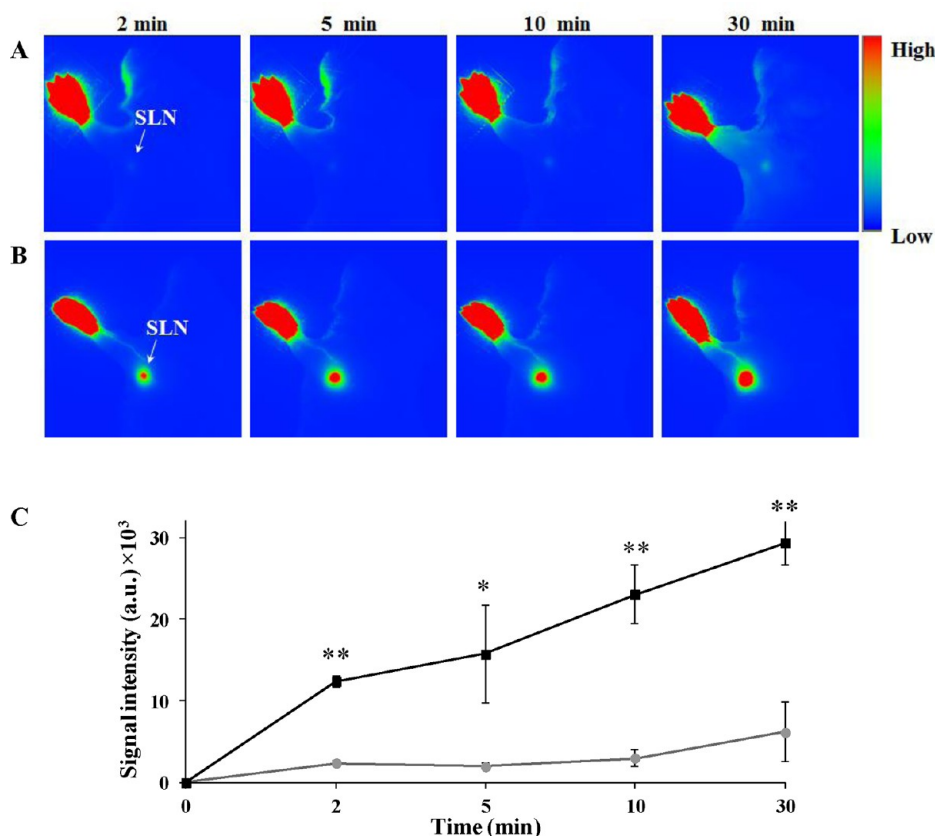 2 min 5 min 10 min 30 min
A
SLN
High
Low
B
SLN
C
Signal intensity (a.u.) ×10³
30
20
10
0
** * ** **
0 2 5 10 30
Time (min)